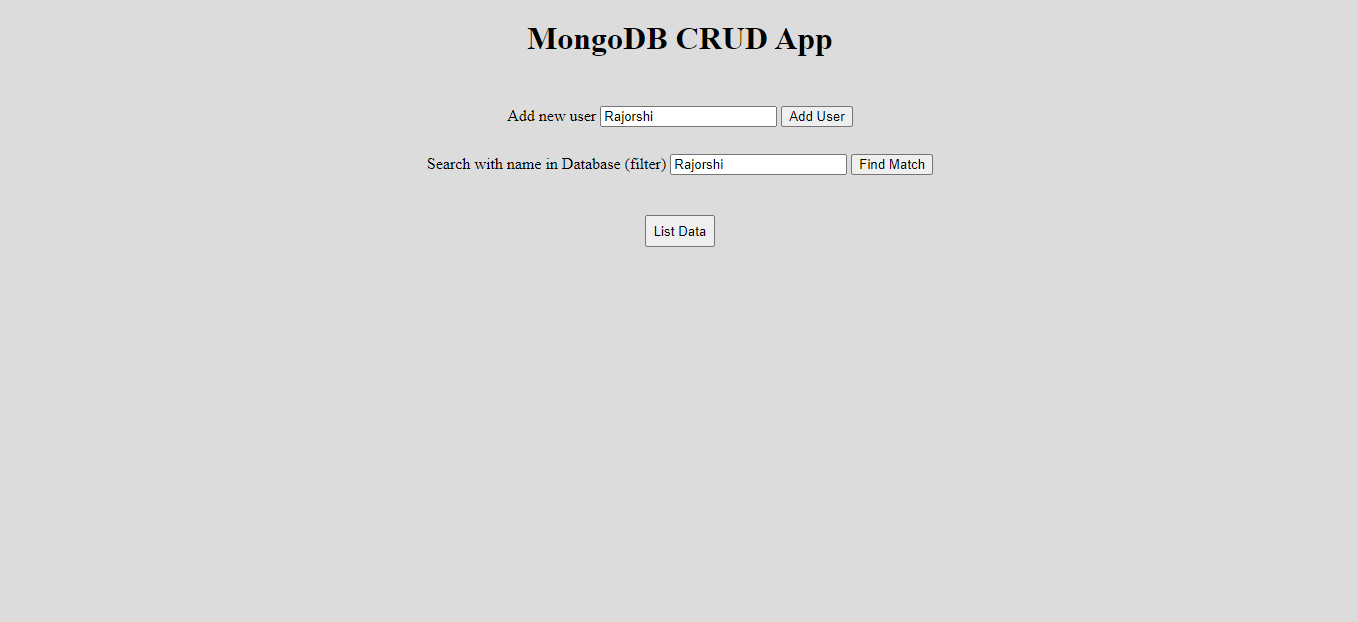 MongoDB CRUD App
Add new user Rajorshi Add User
Search with name in Database (filter) Rajorshi Find Match
List Data